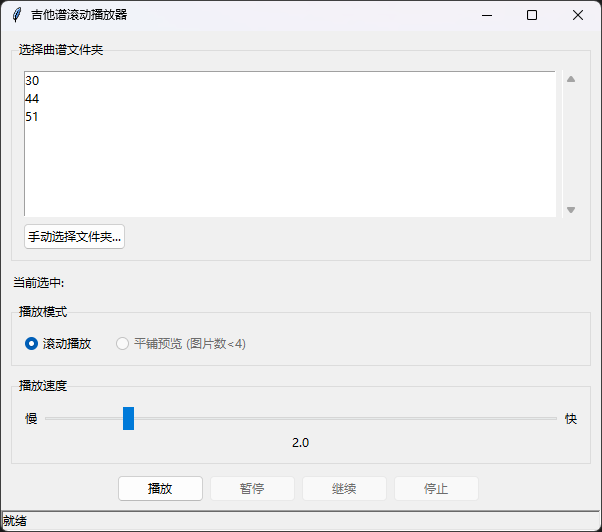 吉他谱滚动播放器
选择曲谱文件夹
30
44
51
手动选择文件夹...
当前选中:
播放模式
滚动播放 平铺预览 (图片数<4)
播放速度
慢 快
2.0
播放 暂停 继续 停止
就绪